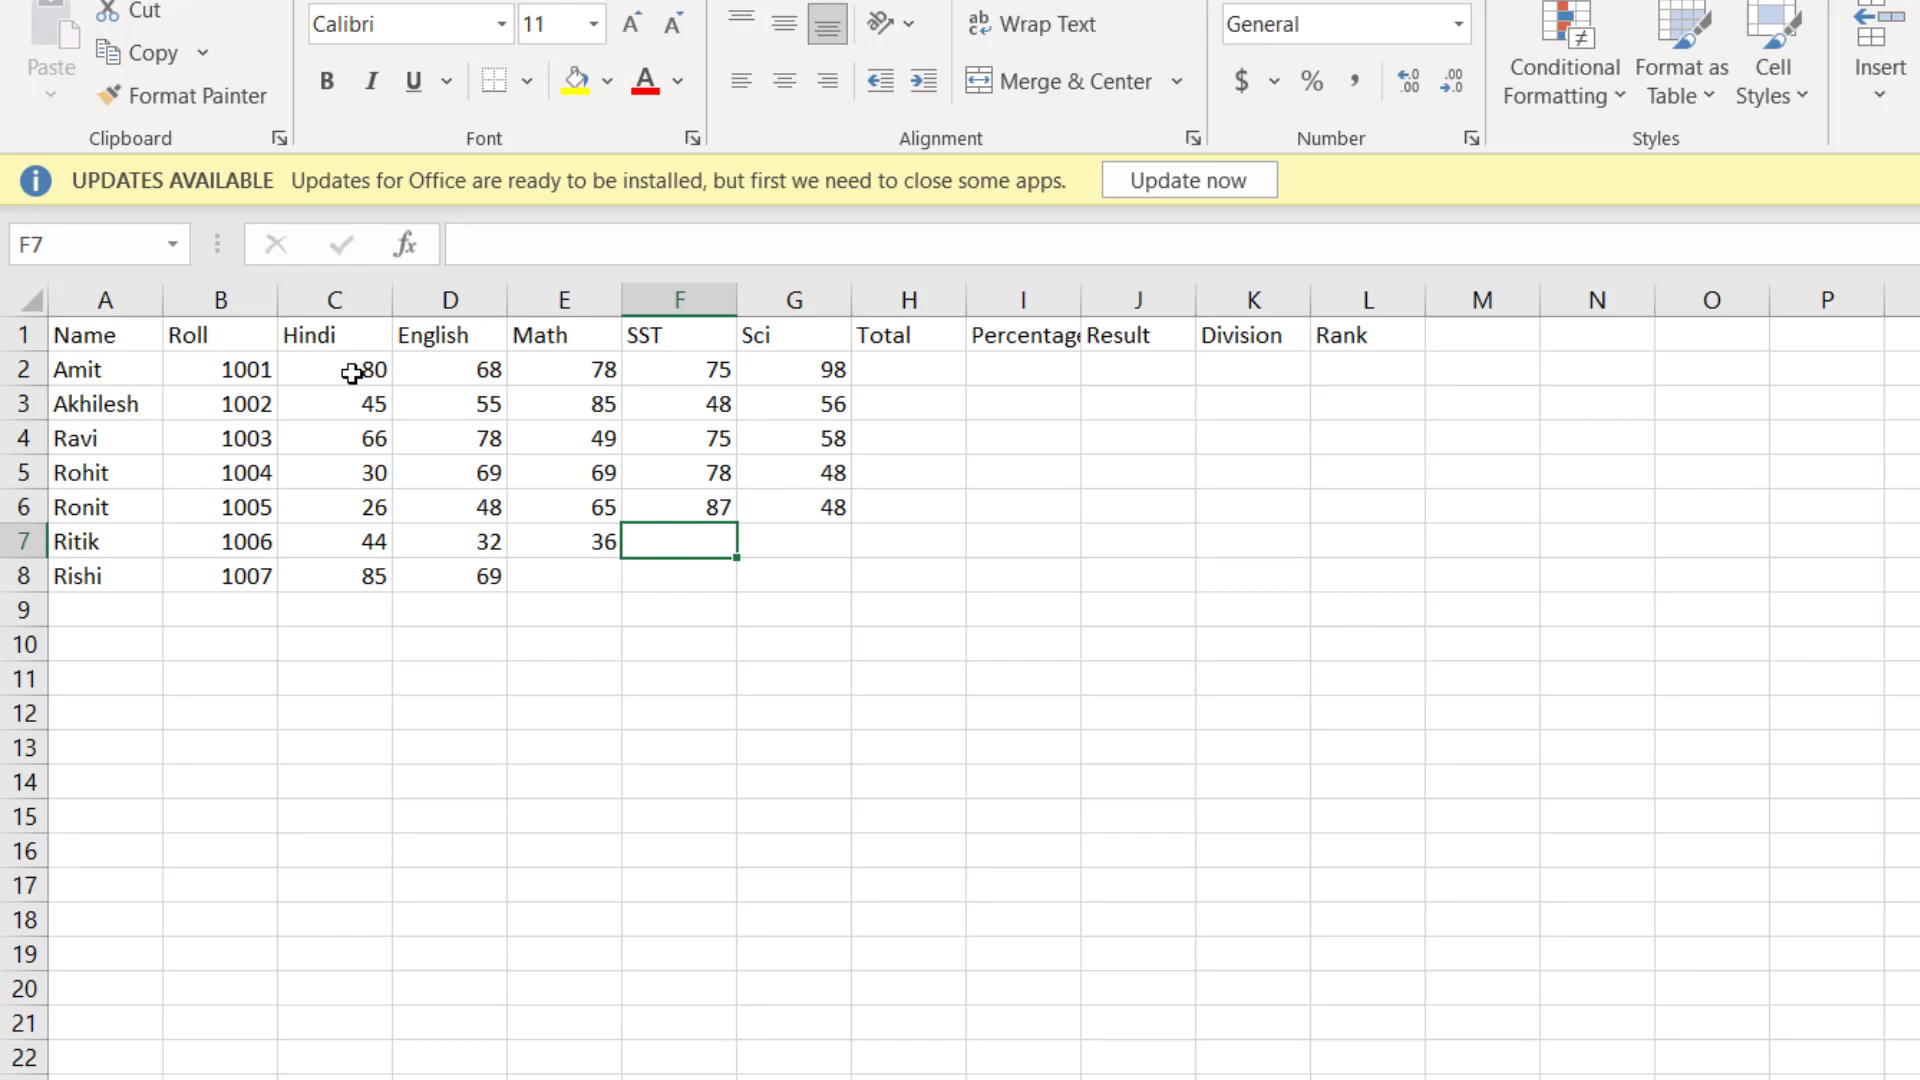 Cut
Calibri 11 ab Wrap Text General
Paste Copy Conditional Format as Cell Insert
B I U A Merge & Center $ % , .00 .00 Formatting Table Styles
Format Painter
Clipboard Font Alignment Number Styles
UPDATES AVAILABLE Updates for Office are ready to be installed, but first we need to close some apps. Update now
F7 fx
A B C D E F G H I J K L M N O P
1 Name Roll Hindi English Math SST Sci Total Percentage Result Division Rank
2 Amit 1001 80 68 78 75 98
3 Akhilesh 1002 45 55 85 48 56
4 Ravi 1003 66 78 49 75 58
5 Rohit 1004 30 69 69 78 48
6 Ronit 1005 26 48 65 87 48
7 Ritik 1006 44 32 36
8 Rishi 1007 85 69
9
10
11
12
13
14
15
16
17
18
19
20
21
22